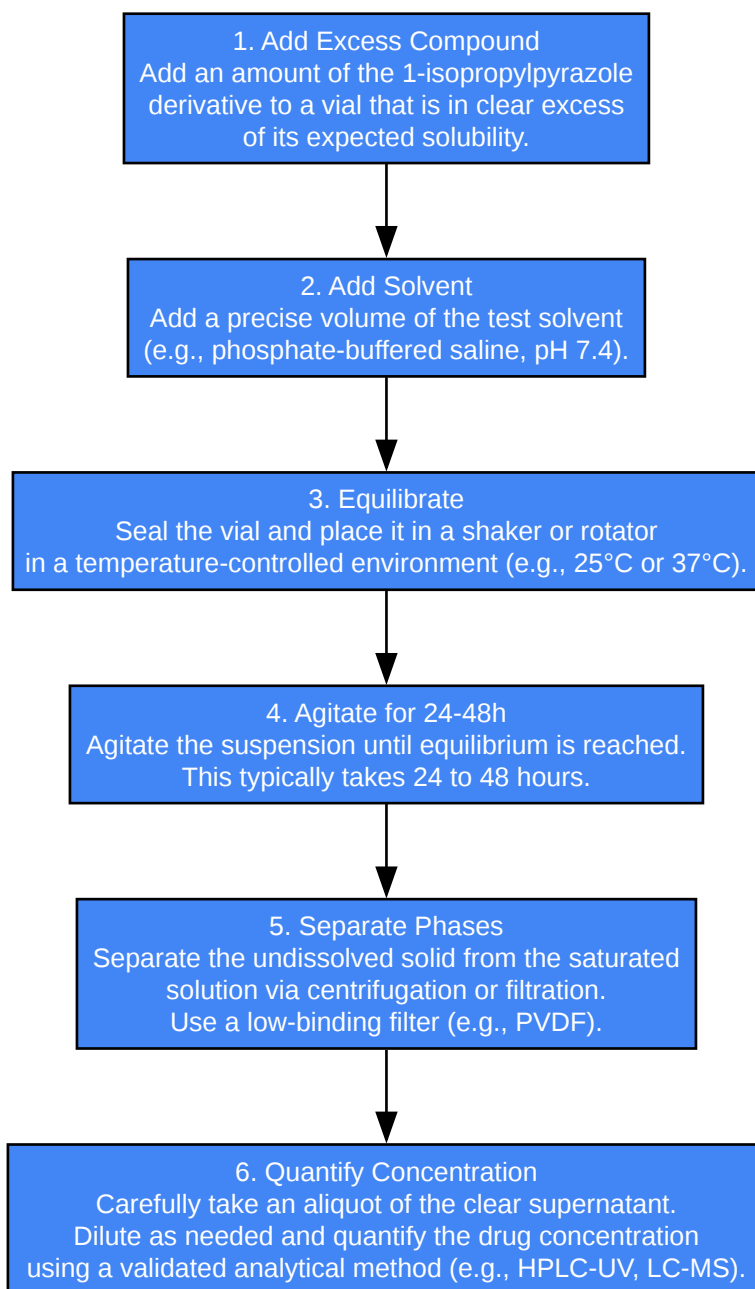 1. Add Excess Compound
Add an amount of the 1-isopropylpyrazole
derivative to a vial that is in clear excess
of its expected solubility.
2. Add Solvent
Add a precise volume of the test solvent
(e.g., phosphate-buffered saline, pH 7.4).
3. Equilibrate
Seal the vial and place it in a shaker or rotator
in a temperature-controlled environment (e.g., 25°C or 37°C).
4. Agitate for 24-48h
Agitate the suspension until equilibrium is reached.
This typically takes 24 to 48 hours.
5. Separate Phases
Separate the undissolved solid from the saturated
solution via centrifugation or filtration.
Use a low-binding filter (e.g., PVDF).
6. Quantify Concentration
Carefully take an aliquot of the clear supernatant.
Dilute as needed and quantify the drug concentration
using a validated analytical method (e.g., HPLC-UV, LC-MS).